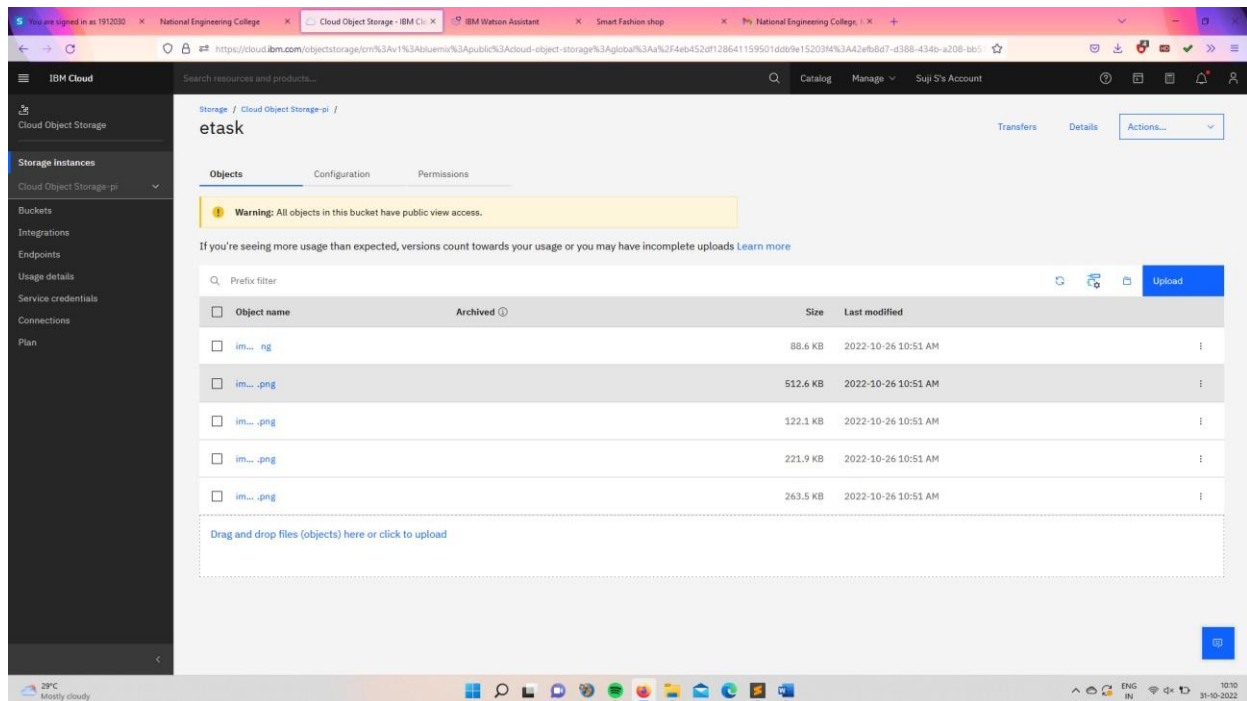 You are signed in as 1912030 National Engineering College Cloud Object Storage - IBM Clo IBM Watson Assistant Smart Fashion shop National Engineering College,
IBM Cloud Search resources and products... Catalog Manage Suji S's Account
Cloud Object Storage
Storage instances
Cloud Object Storage-pi
Buckets
Integrations
Endpoints
Usage details
Service credentials
Connections
Plan
Storage / Cloud Object Storage-pi /
etask Transfers Details Actions...
Objects Configuration Permissions
Warning: All objects in this bucket have public view access.
If you're seeing more usage than expected, versions count towards your usage or you may have incomplete uploads Learn more
Prefix filter Upload
Object name Archived Size Last modified
im... ng 88.6 KB 2022-10-26 10:51 AM
im... .png 512.6 KB 2022-10-26 10:51 AM
im... .png 122.1 KB 2022-10-26 10:51 AM
im... .png 221.9 KB 2022-10-26 10:51 AM
im... .png 263.5 KB 2022-10-26 10:51 AM
Drag and drop files (objects) here or click to upload
29°C
Mostly cloudy
ENG
IN
10:10
31-10-2022